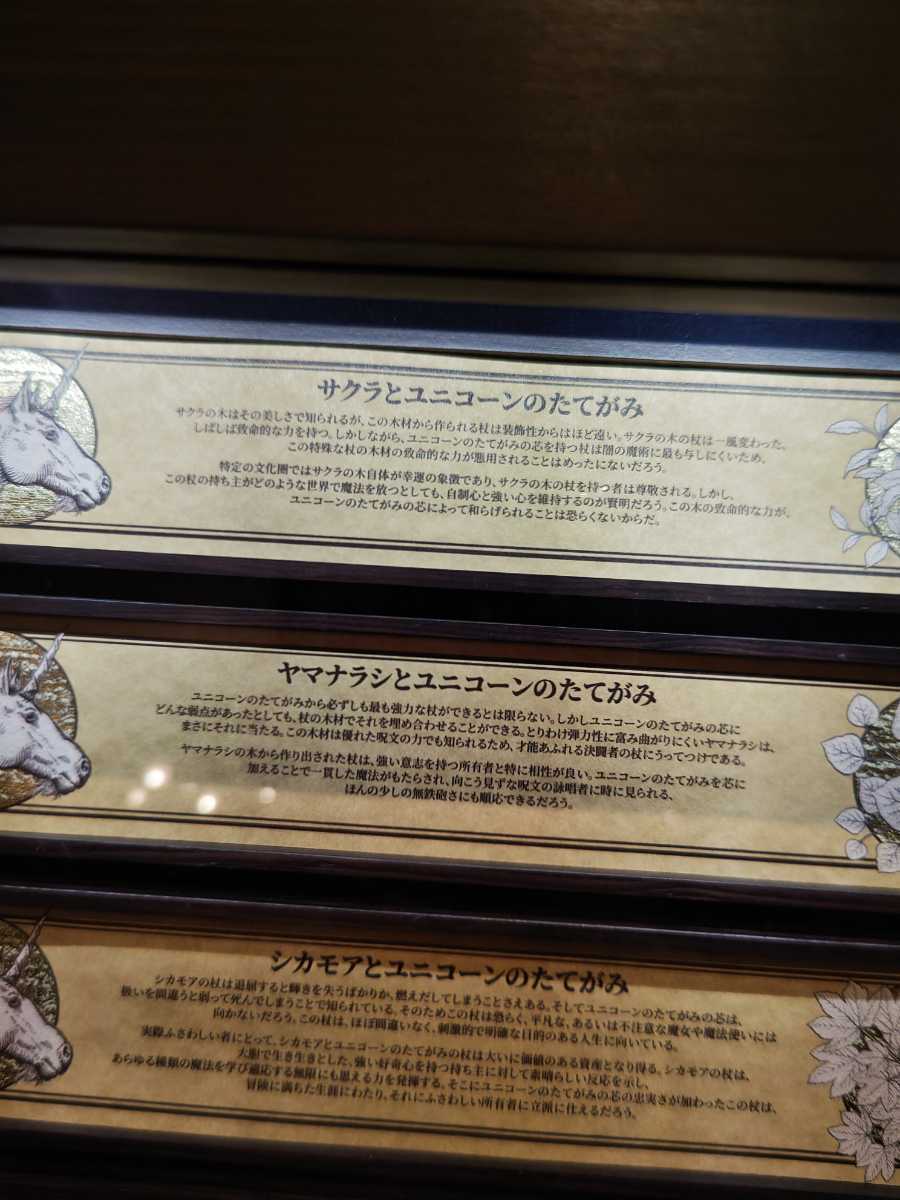 サクラとユニコーンのたてがみ
サクラの木はその美しさで知られるが、この木材から作られる杖は装飾性からはほど遠い。サクラの木の杖は一風変わった、
しばしば致命的な力を持つ。しかしながら、ユニコーンのたてがみの芯を持つ杖は闇の魔術に最も与しにくいため、
この特殊な杖の木材の致命的な力が悪用されることはめったにないだろう。
特定の文化圏ではサクラの木自体が幸運の象徴であり、サクラの木の杖を持つ者は尊敬される。しかし、
この杖の持ち主がどのような世界で魔法を放つとしても、自制心と強い心を維持するのが賢明だろう。この木の致命的な力が、
ユニコーンのたてがみの芯によって和らげられることは恐らくないからだ。
ヤマナラシとユニコーンのたてがみ
ユニコーンのたてがみから必ずしも最も強力な杖ができるとは限らない。しかしユニコーンのたてがみの芯に
どんな弱点があったとしても、杖の木材でそれを埋め合わせることができる。とりわけ弾力性に富み曲がりにくいヤマナラシは、
まさにそれに当たる。この木材は優れた呪文の力でも知られるため、才能あふれる決闘者の杖にうってつけである。
ヤマナラシの木から作り出された杖は、強い意志を持つ所有者と特に相性が良い。ユニコーンのたてがみを芯に
加えることで一貫した魔法がもたらされ、向こう見ずな呪文の詠唱者に時に見られる、
ほんの少しの無鉄砲さにも順応できるだろう。
シカモアとユニコーンのたてがみ
シカモアの杖は退屈すると輝きを失うばかりか、燃えだしてしまうことさえある。そしてユニコーンのたてがみの芯は、
扱いを間違うと弱って死んでしまうことで知られている。そのためこの杖は恐らく、平凡な、あるいは不注意な魔女や魔法使いには
向かないだろう。この杖は、ほぼ間違いなく、刺激的で明確な目的のある人生に向いている。
実際ふさわしい者にとって、シカモアとユニコーンのたてがみの杖は大いに価値のある資産となり得る。シカモアの杖は、
大胆で生き生きとした、強い好奇心を持つ持ち主に対して素晴らしい反応を示し、
あらゆる種類の魔法を学び適応する無限にも思える力を発揮する。そこにユニコーンのたてがみの芯の忠実さが加わったこの杖は、
冒険に満ちた生涯にわたり、それにふさわしい所有者に立派に仕えるだろう。